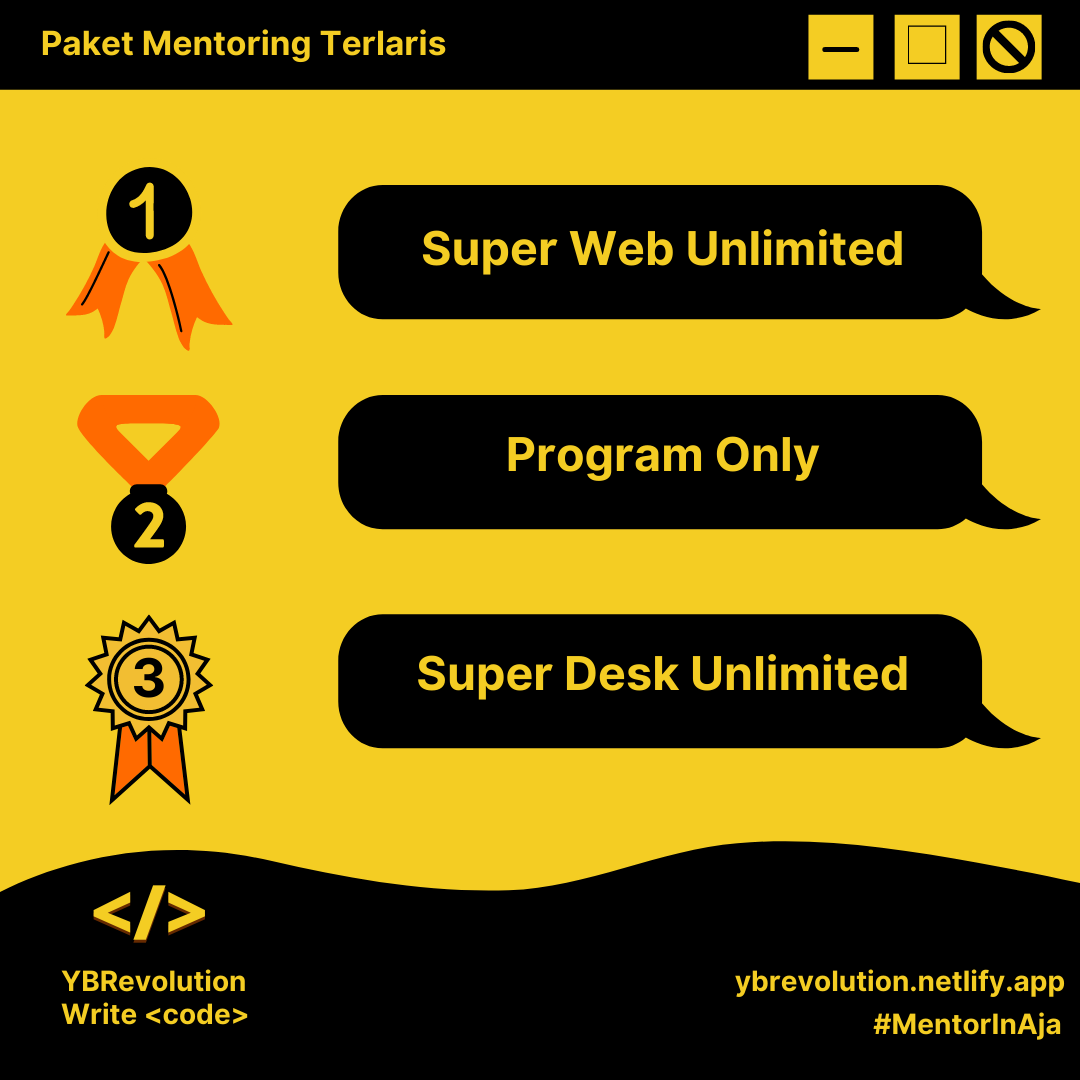 Paket Mentoring Terlaris
1
Super Web Unlimited
2
Program Only
3
Super Desk Unlimited
</>
YBRevolution
Write <code>
ybrevolution.netlify.app
#MentorInAja